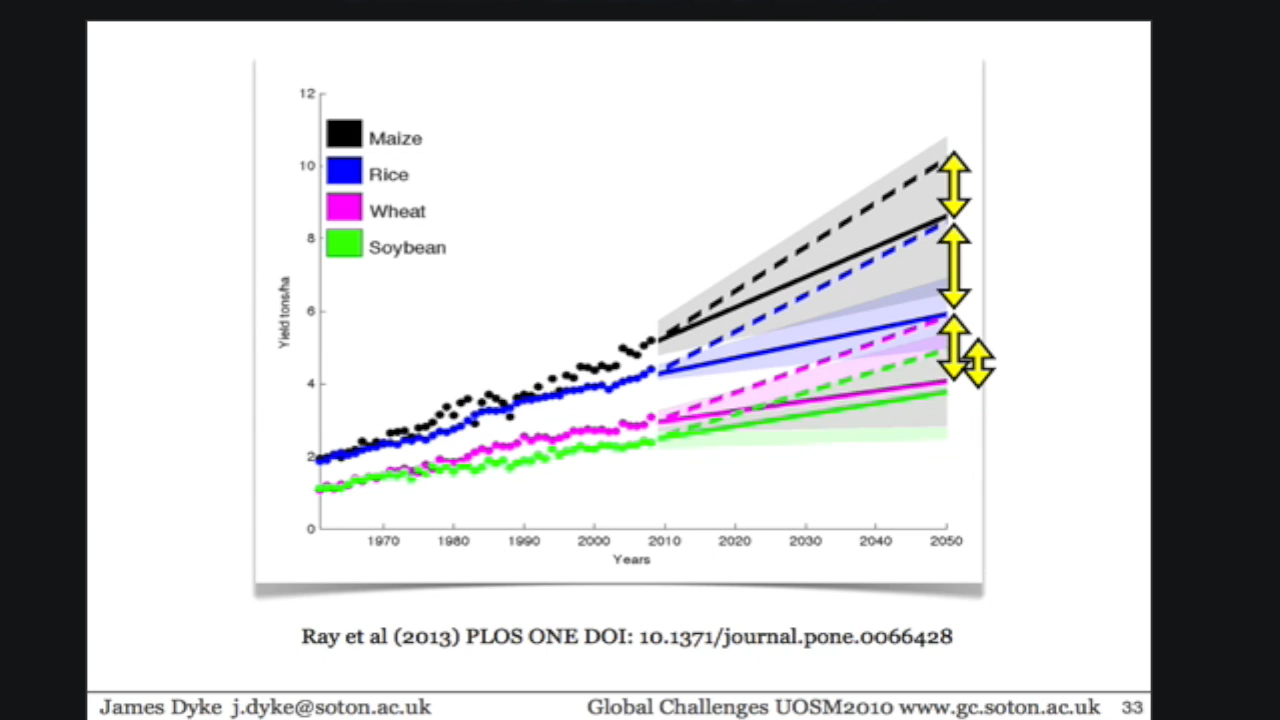 12
Maize
10
Rice
Wheat
8
Soybean
6
Yield tons/ha
4
2
0
1970 1980 1990 2000 2010 2020 2030 2040 2050
Years
Ray et al (2013) PLOS ONE DOI: 10.1371/journal.pone.0066428
James Dyke j.dyke@soton.ac.uk Global Challenges UOSM2010 www.gc.soton.ac.uk 33